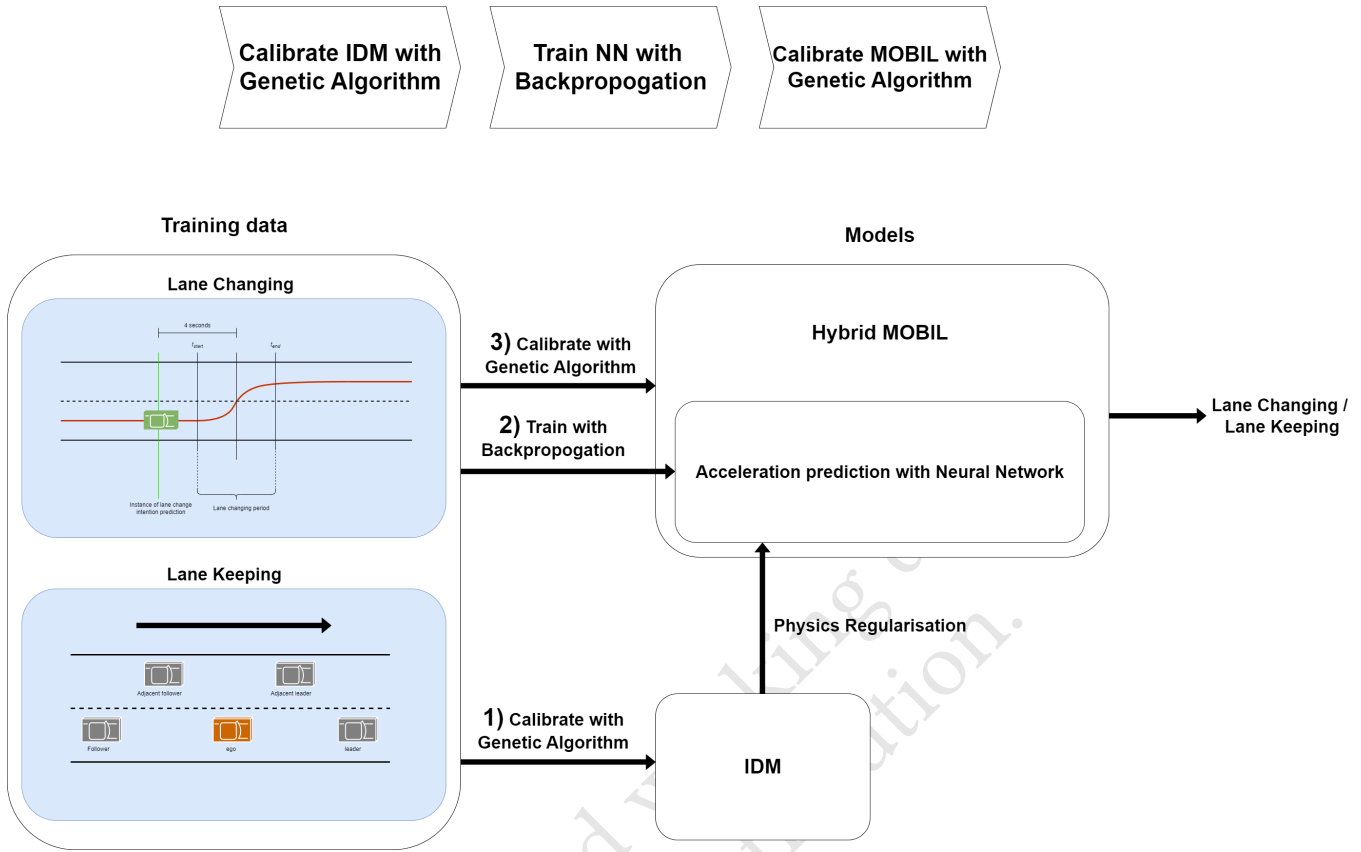 Calibrate IDM with
Genetic Algorithm
Train NN with
Backpropogation
Calibrate MOBIL with
Genetic Algorithm
Training data
Lane Changing
4 seconds
t_start
t_end
Instance of lane change
intention prediction
Lane changing period
Lane Keeping
Adjacent follower
Adjacent leader
Follower
ego
leader
3) Calibrate with
Genetic Algorithm
2) Train with
Backpropogation
1) Calibrate with
Genetic Algorithm
Models
Hybrid MOBIL
Acceleration prediction with Neural Network
Physics Regularisation
IDM
Lane Changing /
Lane Keeping